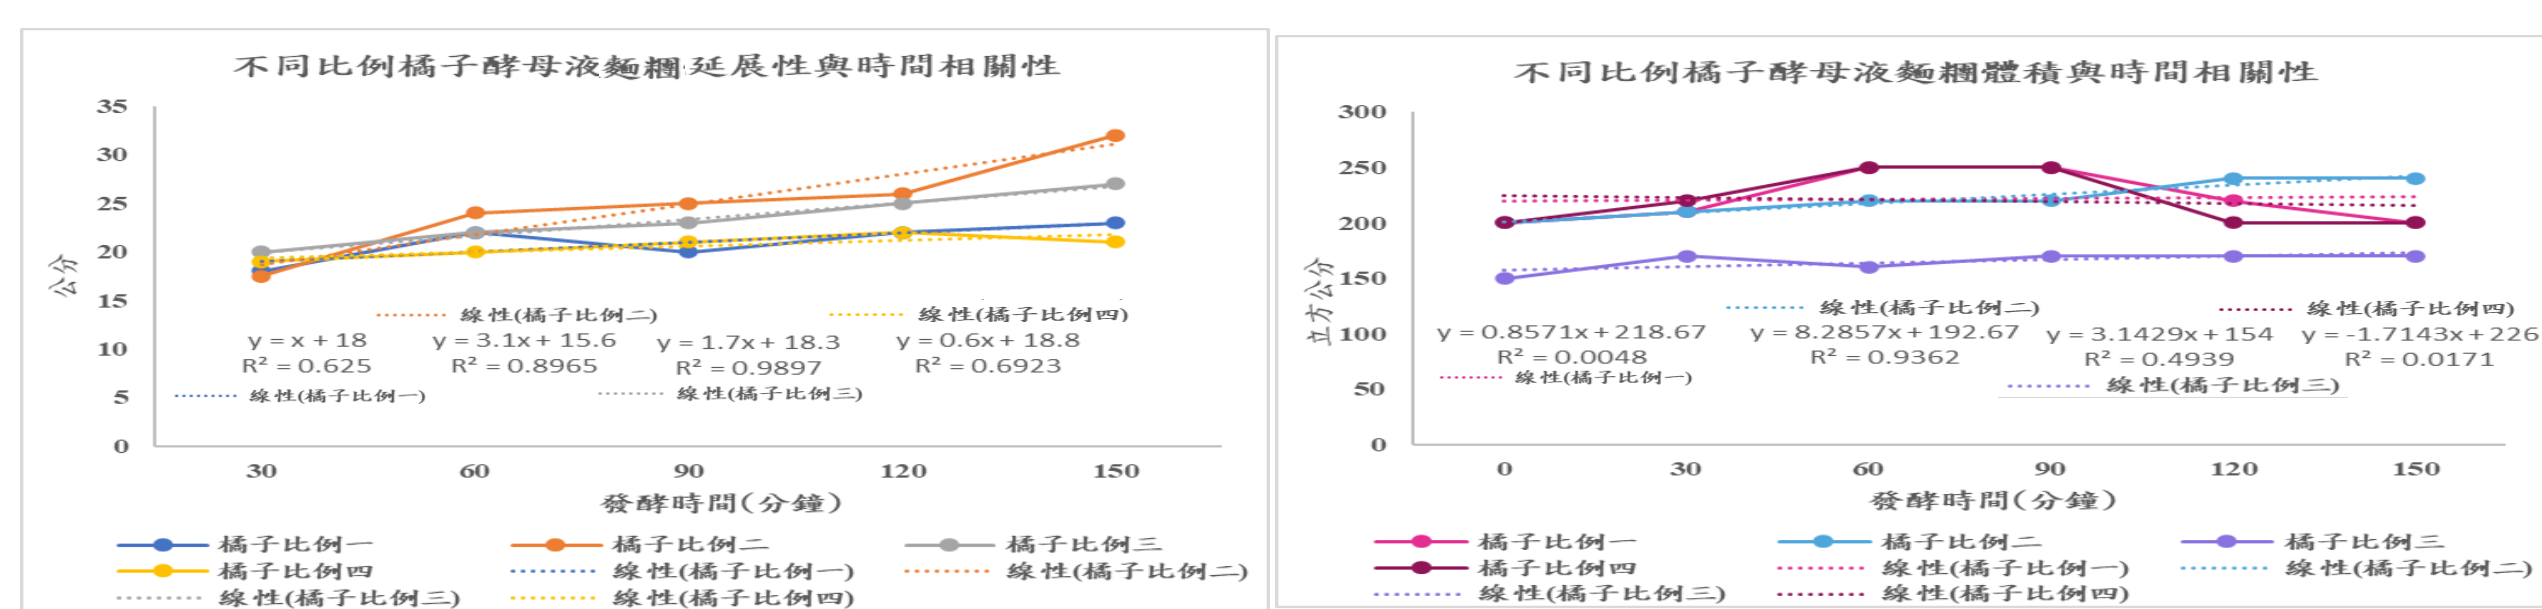 不同比例橘子酵母液麵糰延展性與時間相關性
35
30
25
20
15
10
5
0
公分
線性(橘子比例二)
線性(橘子比例四)
y = x + 18
R² = 0.625
y = 3.1x + 15.6
R² = 0.8965
y = 1.7x + 18.3
R² = 0.9897
y = 0.6x + 18.8
R² = 0.6923
線性(橘子比例一)
線性(橘子比例三)
30 60 90 120 150
發酵時間(分鐘)
橘子比例一 橘子比例二 橘子比例三
橘子比例四 線性(橘子比例一) 線性(橘子比例二)
線性(橘子比例三) 線性(橘子比例四)
不同比例橘子酵母液麵糰體積與時間相關性
300
250
200
150
100
50
0
立方公分
線性(橘子比例二)
線性(橘子比例四)
y = 0.8571x + 218.67
R² = 0.0048
y = 8.2857x + 192.67
R² = 0.9362
y = 3.1429x + 154
R² = 0.4939
y = -1.7143x + 226
R² = 0.0171
線性(橘子比例一)
線性(橘子比例三)
0 30 60 90 120 150
發酵時間(分鐘)
橘子比例一 橘子比例二 橘子比例三
橘子比例四 線性(橘子比例一) 線性(橘子比例二)
線性(橘子比例三) 線性(橘子比例四)